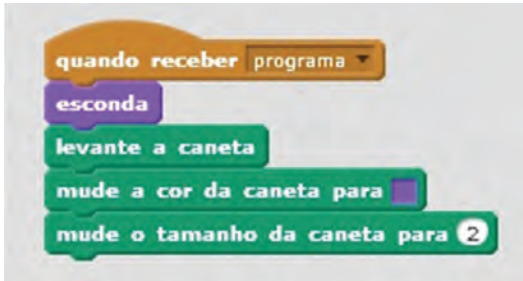 quando receber programa
esconda
levante a caneta
mude a cor da caneta para
mude o tamanho da caneta para 2